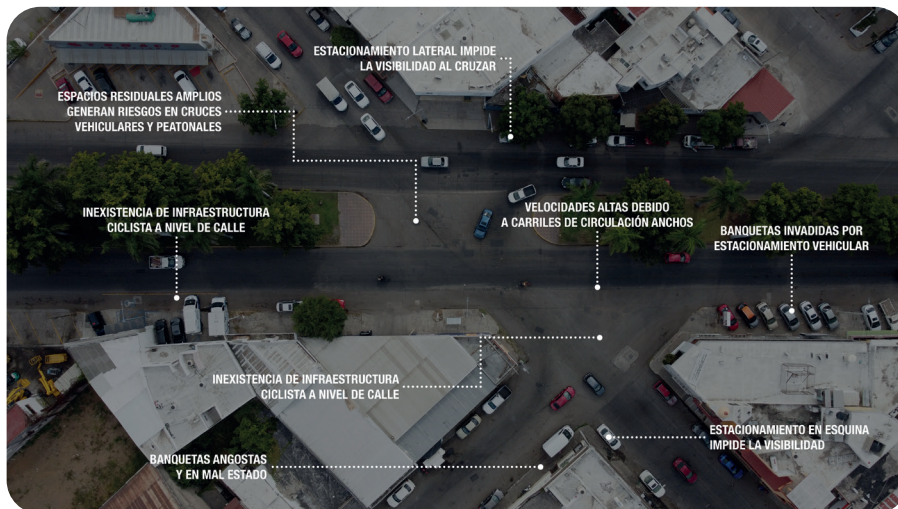 ESTACIONAMIENTO LATERAL IMPIDE
LA VISIBILIDAD AL CRUZAR
ESPACIOS RESIDUALES AMPLIOS
GENERAN RIESGOS EN CRUCES
VEHICULARES Y PEATONALES
INEXISTENCIA DE INFRAESTRUCTURA
CICLISTA A NIVEL DE CALLE
VELOCIDADES ALTAS DEBIDO
A CARRILES DE CIRCULACIÓN ANCHOS
BANQUETAS INVADIDAS POR
ESTACIONAMIENTO VEHICULAR
INEXISTENCIA DE INFRAESTRUCTURA
CICLISTA A NIVEL DE CALLE
ESTACIONAMIENTO EN ESQUINA
IMPIDE LA VISIBILIDAD
BANQUETAS ANGOSTAS
Y EN MAL ESTADO